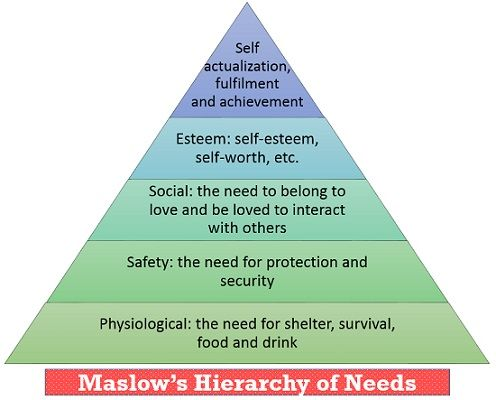 Self
actualization,
fulfilment
and achievement
Esteem: self-esteem,
self-worth, etc.
Social: the need to belong to
love and be loved to interact
with others
Safety: the need for protection and
security
Physiological: the need for shelter, survival,
food and drink
Maslow's Hierarchy of Needs